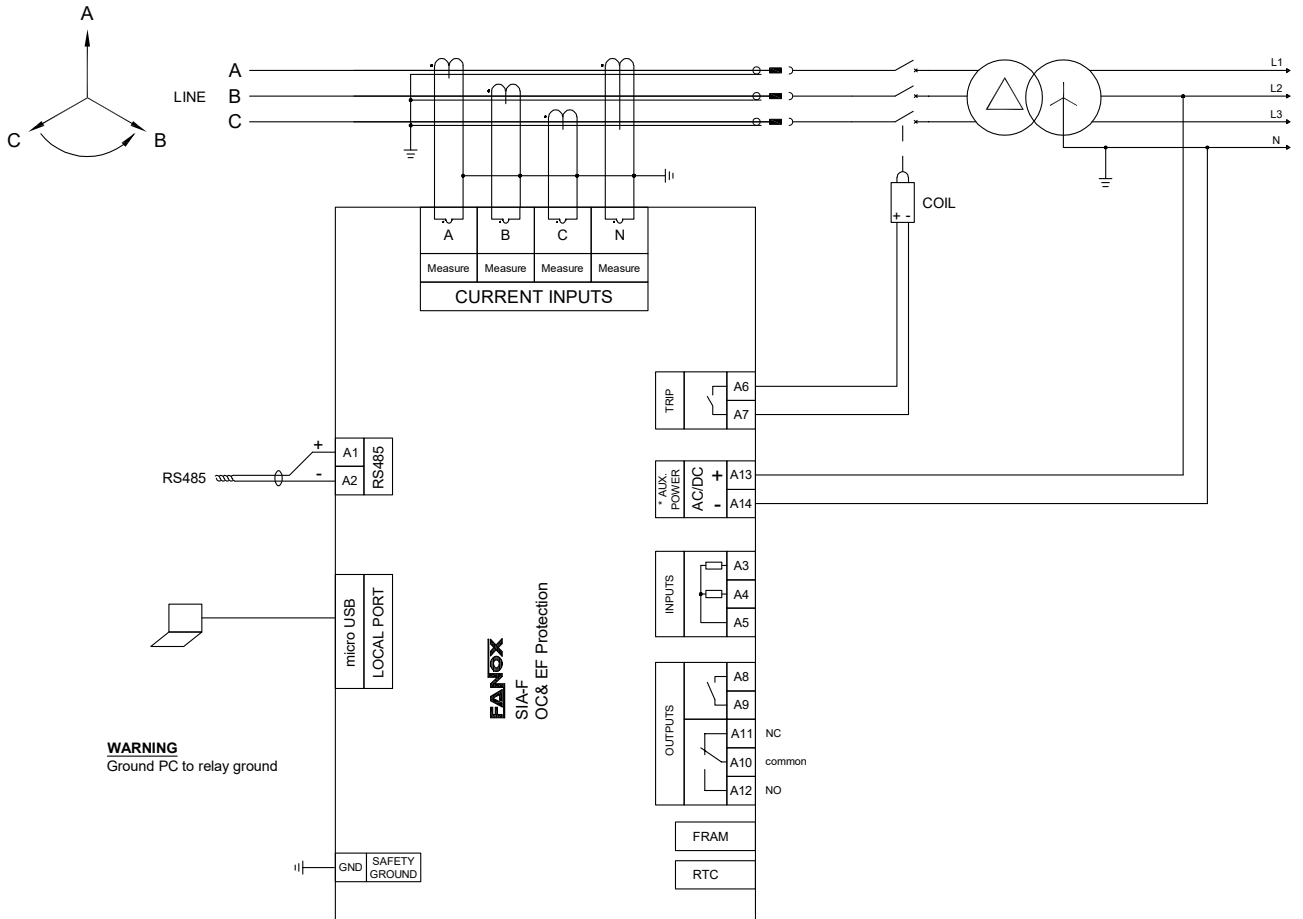 A
C
B
LINE
A
B
C
L1
L2
L3
N
COIL
+ -
A
B
C
N
Measure
Measure
Measure
Measure
CURRENT INPUTS
TRIP
A6
A7
RS485
+
-
A1
A2
RS485
* AUX.
POWER
AC/DC
+
-
A13
A14
INPUTS
A3
A4
A5
micro USB
LOCAL PORT
FANOX
SIA-F
OC& EF Protection
OUTPUTS
A8
A9
A11
NC
A10
common
A12
NO
WARNING
Ground PC to relay ground
FRAM
RTC
GND
SAFETY
GROUND